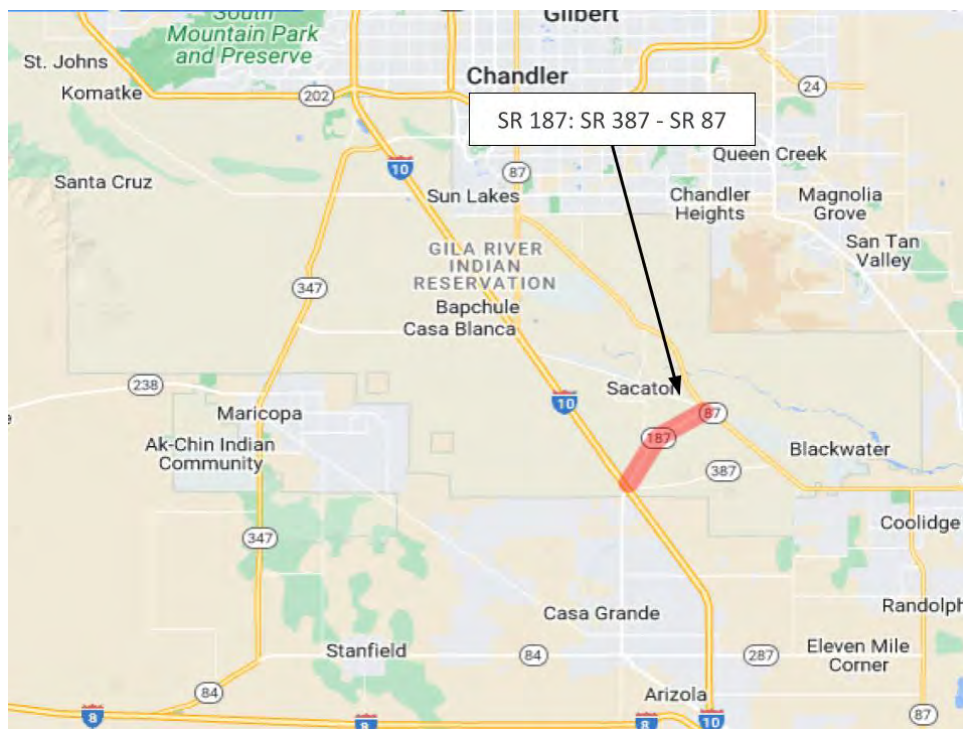 South
Mountain Park
and Preserve
Gilbert
St. Johns
Chandler
Komatke
202
24
SR 187: SR 387 - SR 87
10
Queen Creek
87
Santa Cruz
Sun Lakes
Chandler
Heights
Magnolia
Grove
San Tan
Valley
GILA RIVER
INDIAN
RESERVATION
347
Bapchule
Casa Blanca
238
Sacaton
10
Maricopa
87
187
Ak-Chin Indian
Community
Blackwater
387
Coolidge
347
Casa Grande
Randolph
Stanfield
84
287
Eleven Mile
Corner
84
Arizola
8
8
8
10
87